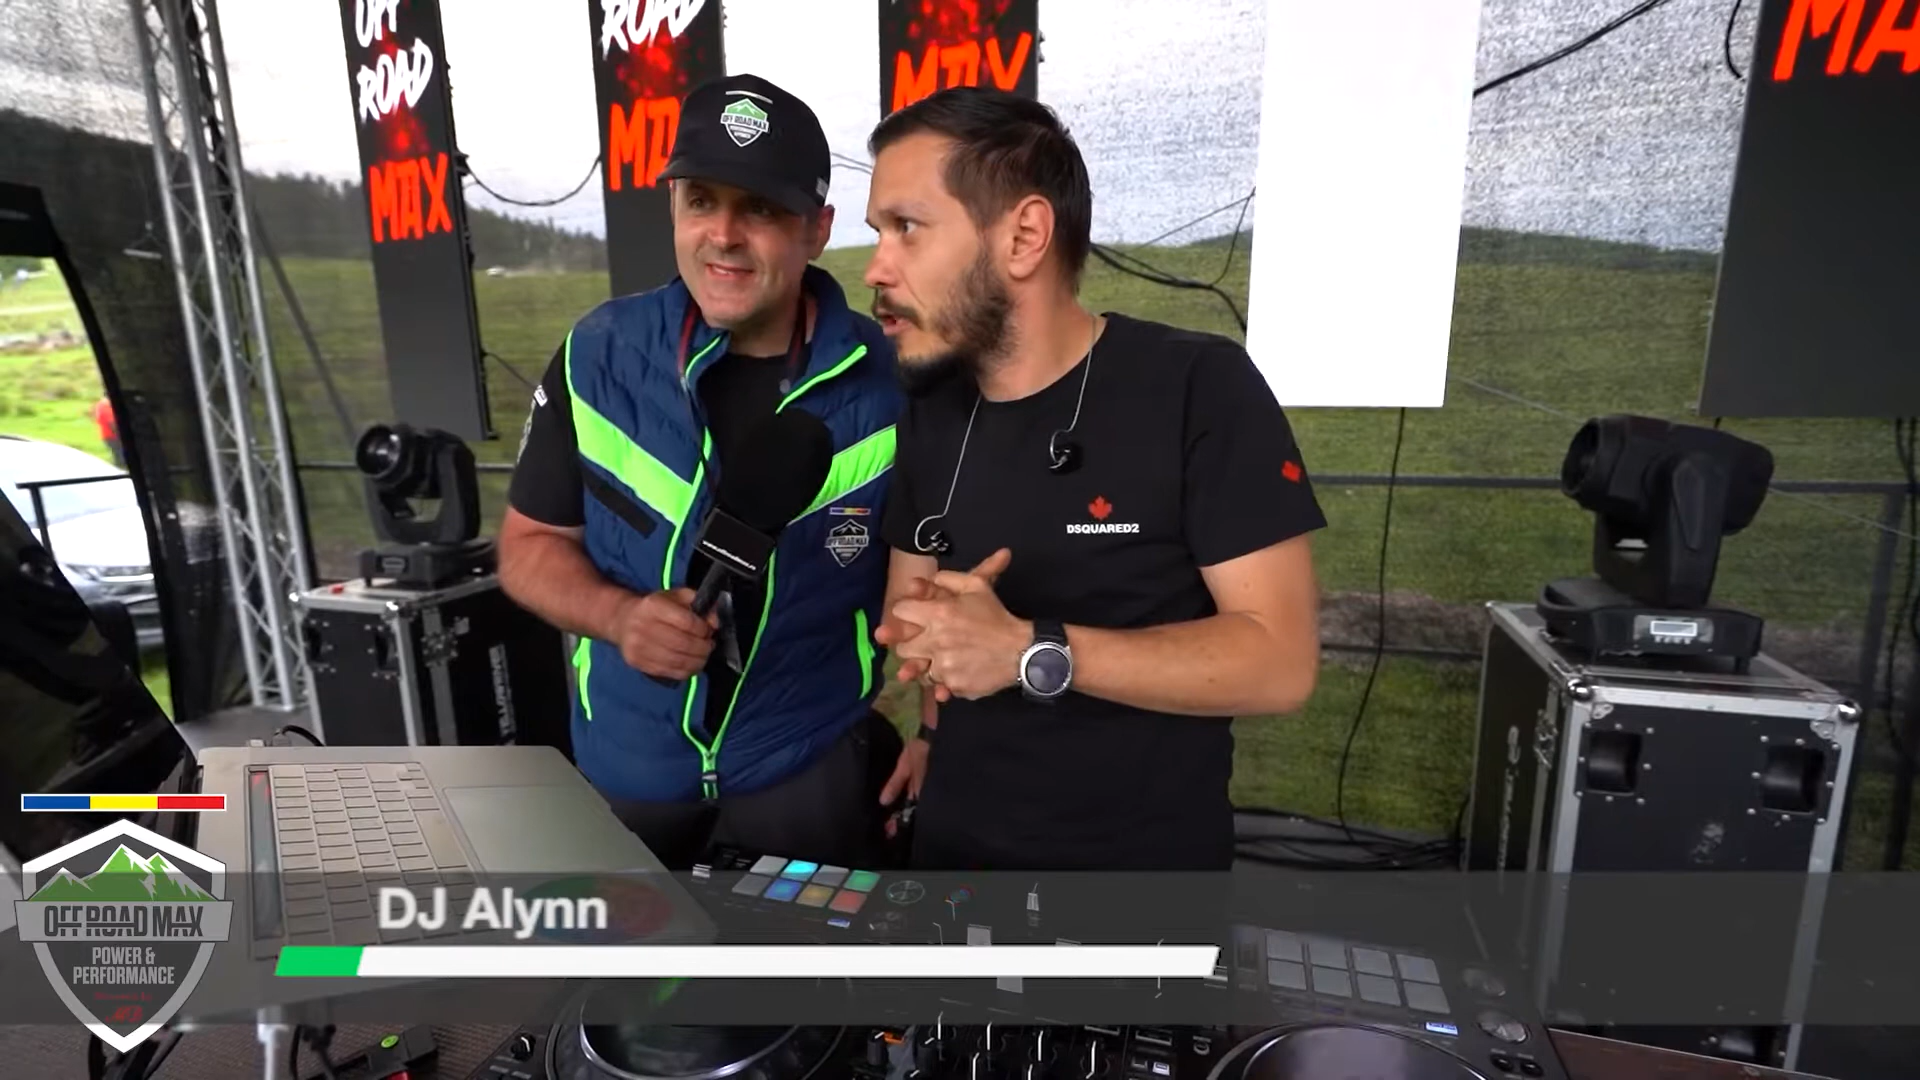 OFF
ROAD
MAX
ROAD
MAX
MAX
MAX
OFF ROAD MAX
DSQUARED2
OFF ROAD MAX
DJ Alynn
OFF ROAD MAX
POWER &
PERFORMANCE